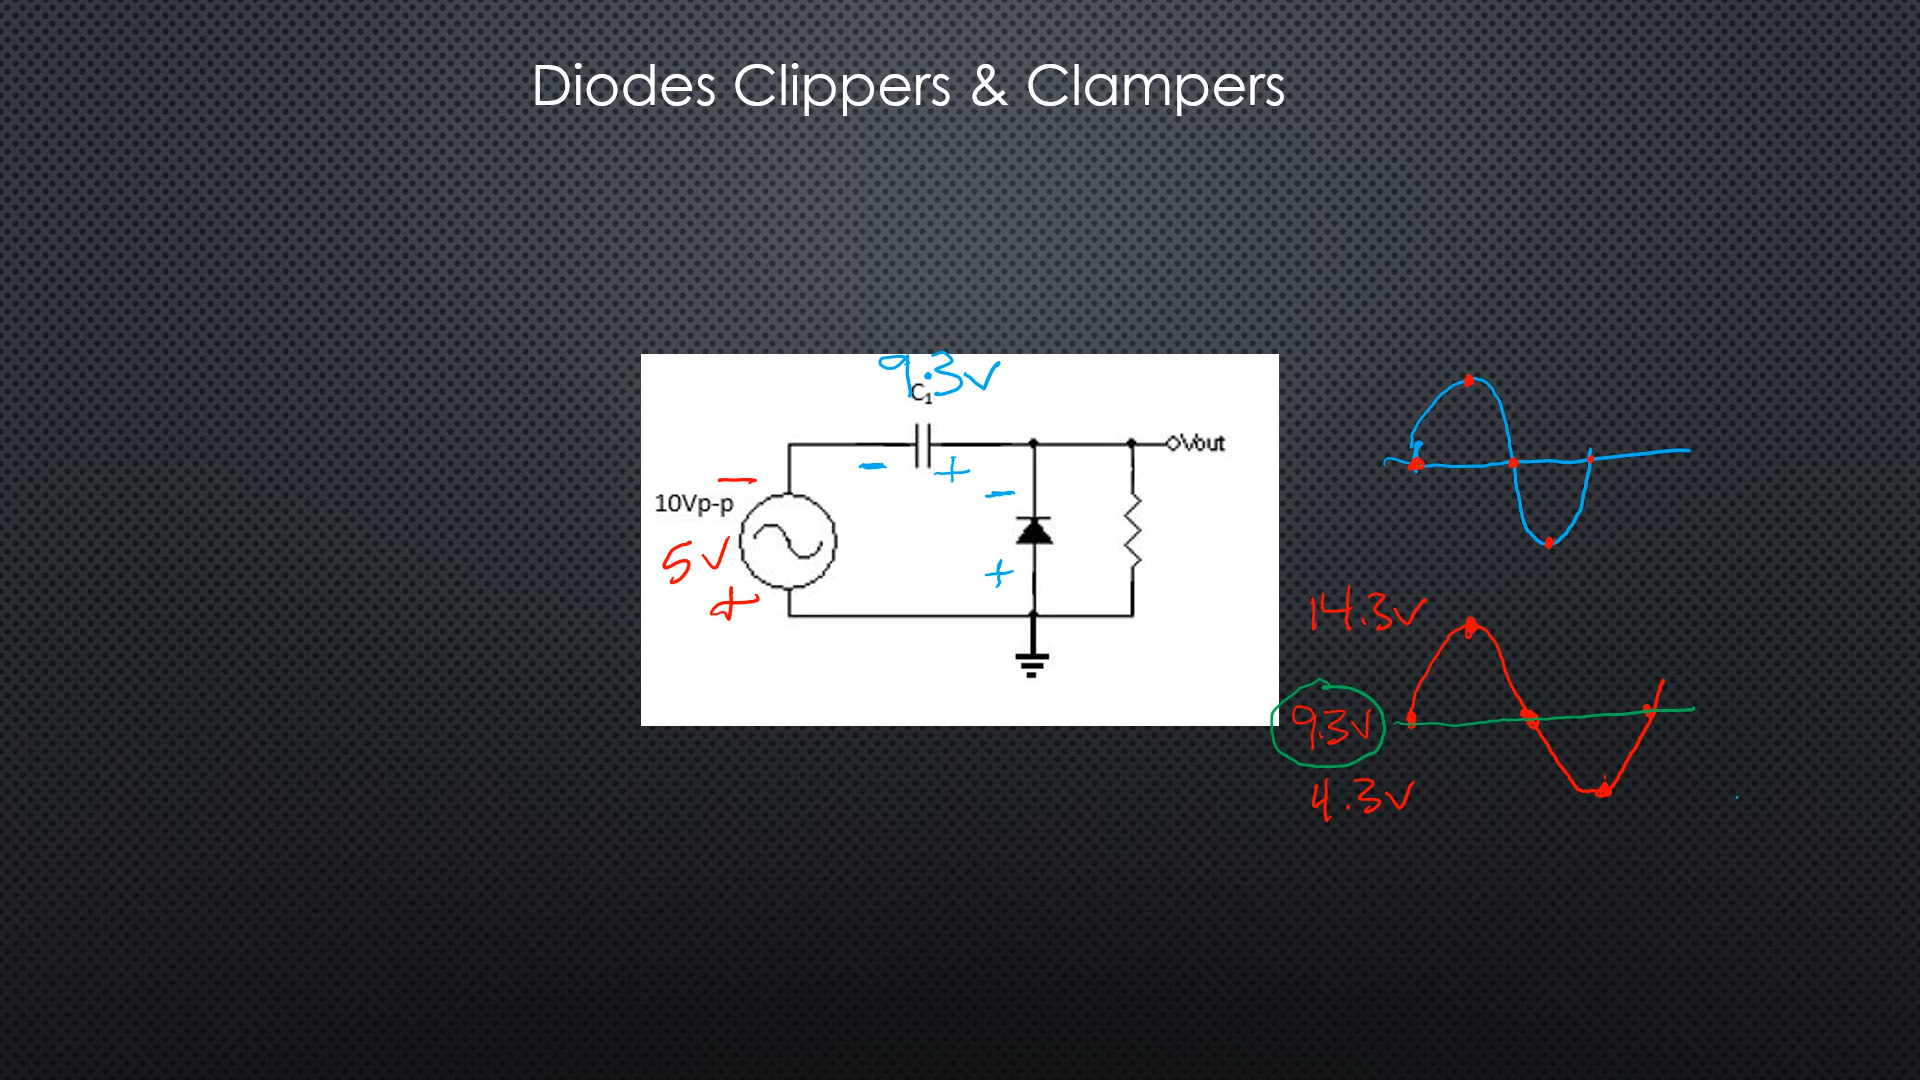 Diodes Clippers & Clampers
9.3v
C1
- +
Vout
-
-
10Vp-p
5V
+
+
14.3v
9.3V
4.3v